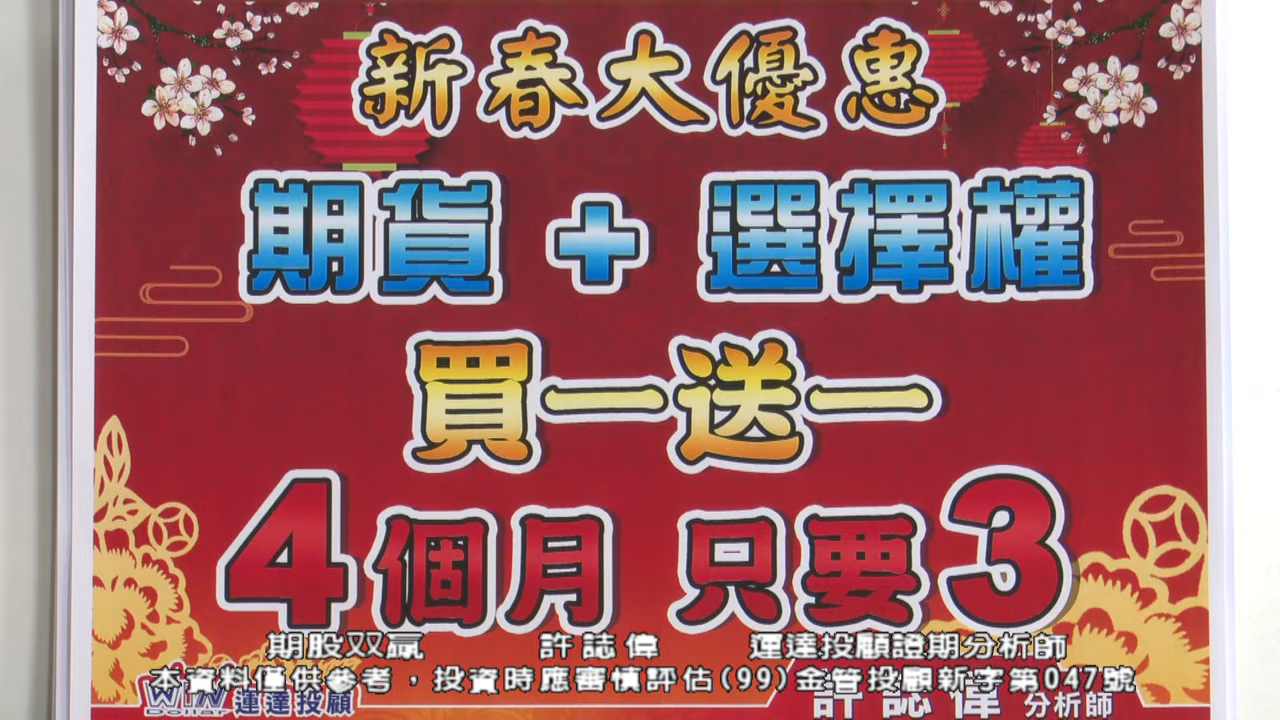 新春大優惠
期貨+選擇權
買一送一
4個月 只要3
期股双贏 許誌偉 運達投顧證期分析師
本資料僅供參考，投資時應審慎評估(99)金管投顧新字第047號
WIN Dollar 運達投顧 許誌偉 分析師